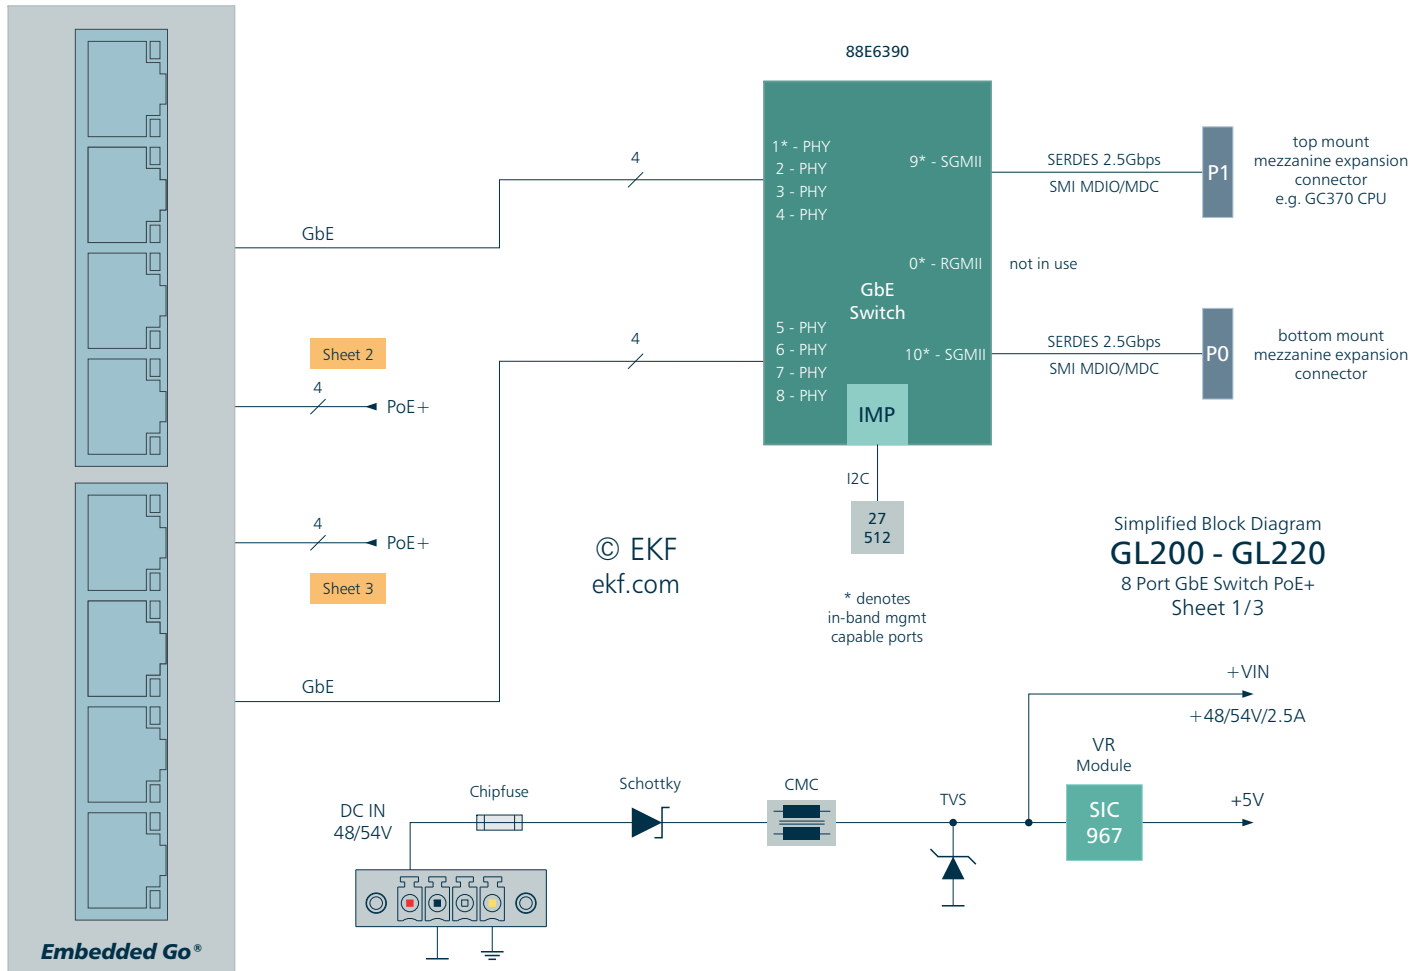 88E6390
1* - PHY
2 - PHY
3 - PHY
4 - PHY
9* - SGMII
SERDES 2.5Gbps
SMI MDIO/MDC
P1
top mount
mezzanine expansion
connector
e.g. GC370 CPU
4
GbE
0* - RGMII
not in use
GbE
Switch
5 - PHY
6 - PHY
7 - PHY
8 - PHY
10* - SGMII
SERDES 2.5Gbps
SMI MDIO/MDC
P0
bottom mount
mezzanine expansion
connector
4
Sheet 2
4
PoE+
IMP
I2C
27
512
4
PoE+
Sheet 3
© EKF
ekf.com
* denotes
in-band mgmt
capable ports
Simplified Block Diagram
GL200 - GL220
8 Port GbE Switch PoE+
Sheet 1/3
GbE
+VIN
+48/54V/2.5A
VR
Module
SIC
967
+5V
DC IN
48/54V
Chipfuse
Schottky
CMC
TVS
Embedded Go®